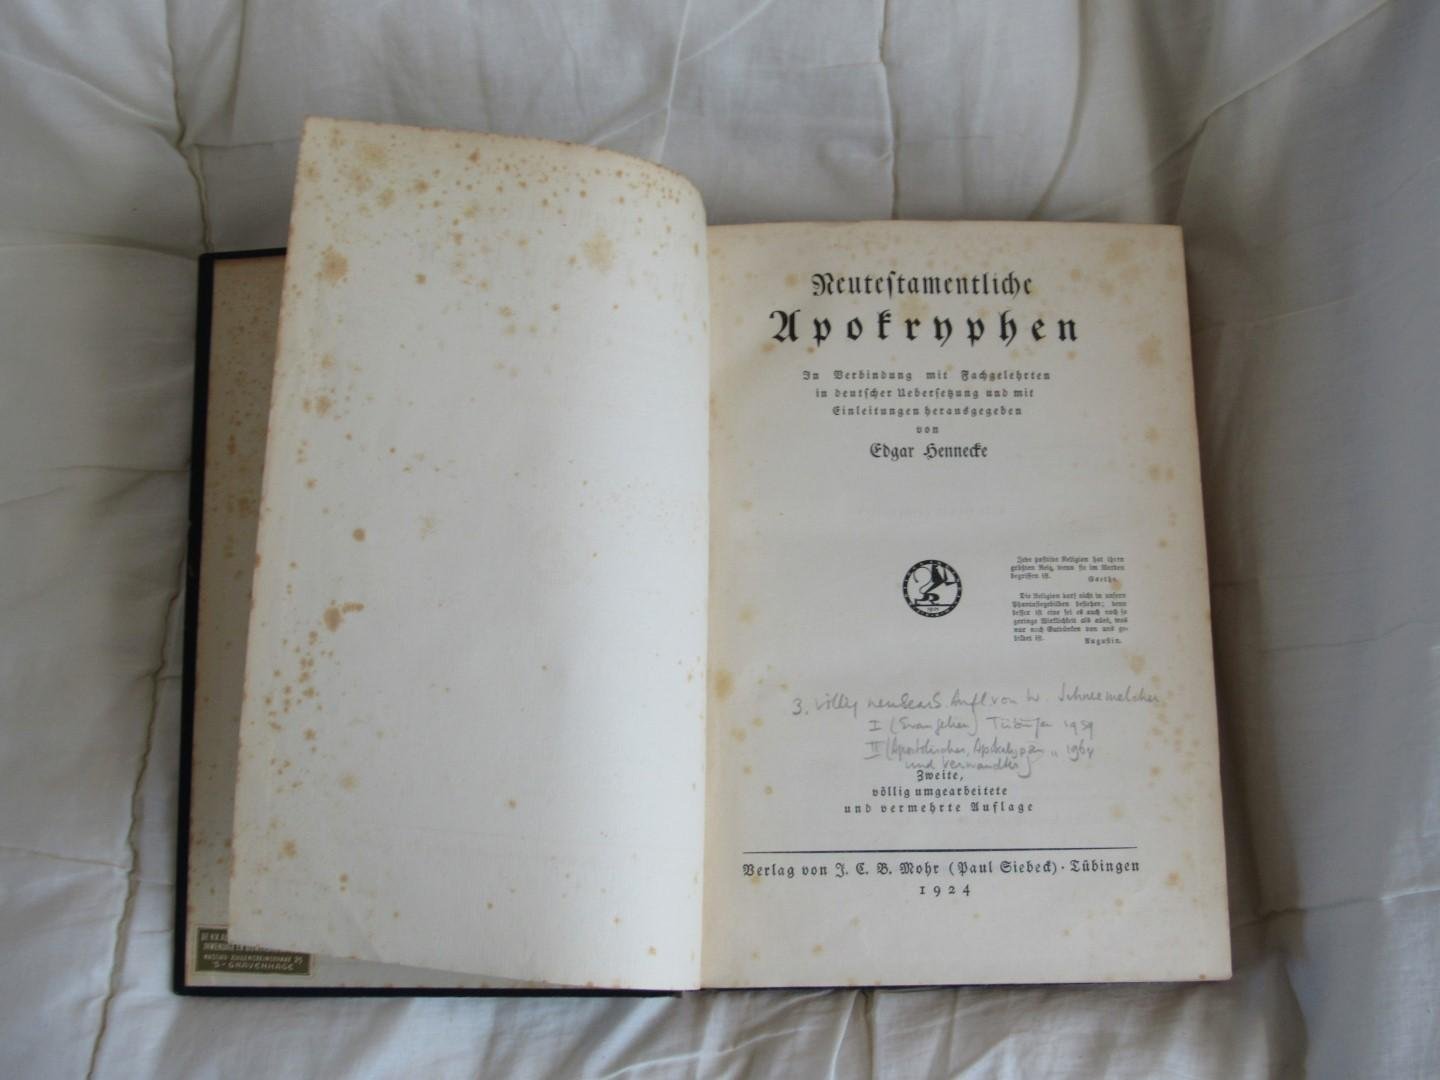 Neutestamentliche
Apokryphen
In Verbindung mit Fachgelehrten
in deutscher Uebersetzung und mit
Einleitungen herausgegeben
von
Edgar Hennecke
Jede positive Religion hat ihren
größten Reiz, wenn sie im Werden
begriffen ist.
Goethe.
Die Religion darf nicht in unsern
Phantasiegebilden bestehen; denn
besser ist eine sei es auch noch so
geringe Wirklichkeit als alles, was
nur nach Gutdünken von uns ge-
bildet ist.
Augustin.
3. völlig neubearb. Aufl. von W. Schneemelcher
I (Evangelien) Tübingen 1959
II (Apostolisches, Apokalypsen „ 1964
und Verwandtes)
Zweite,
völlig umgearbeitete
und vermehrte Auflage
Verlag von J. C. B. Mohr (Paul Siebeck) · Tübingen
1924
'S-GRAVENHAGE